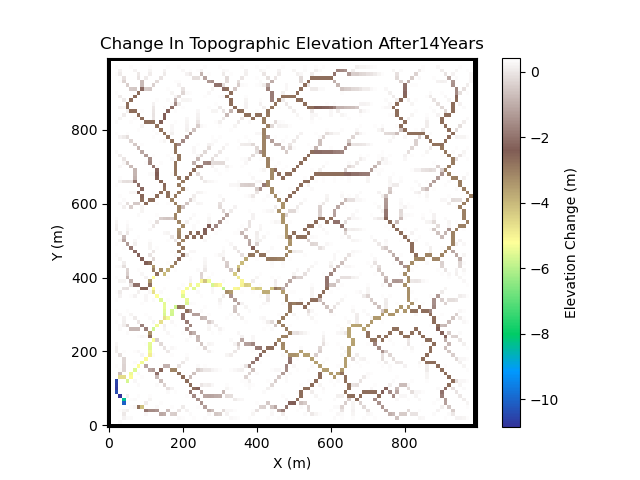 Change In Topographic Elevation After14Years
Y (m)
800
600
400
200
0
0 200 400 600 800
X (m)
0
−2
−4
−6
−8
−10
Elevation Change (m)